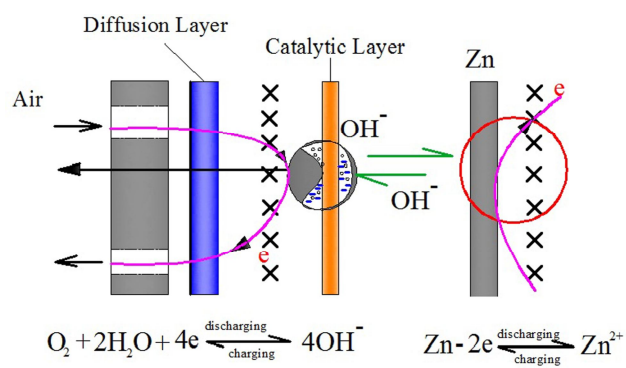 Diffusion Layer
Catalytic Layer
Zn
Air
e
OH⁻
OH⁻
e
O₂ + 2H₂O + 4e discharging charging 4OH⁻
Zn - 2e discharging charging Zn²⁺